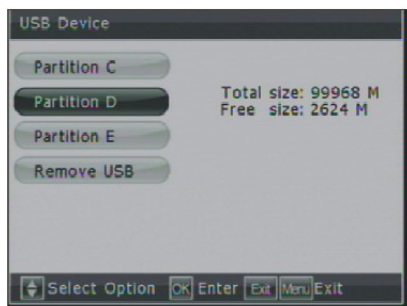 USB Device
Partition C
Partition D
Partition E
Remove USB
Total size: 99968 M
Free size: 2624 M
Select Option OK Enter Exit Menu Exit